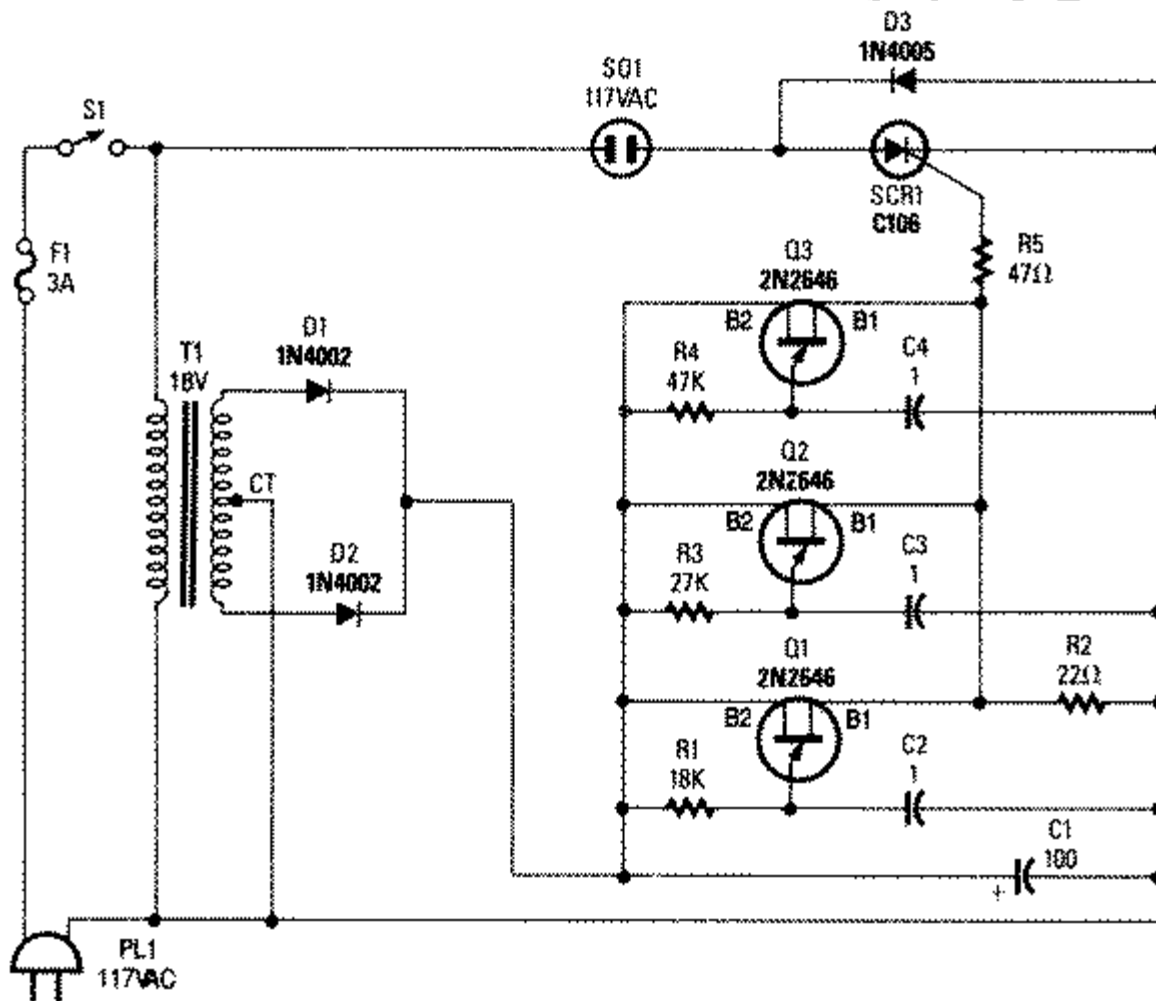 D3
1N4005
SO1
117VAC
S1
SCR1
C106
F1
3A
R5
47Ω
Q3
2N2646
B2
B1
D1
1N4002
T1
18V
R4
47K
C4
1
CT
Q2
2N2646
B2
B1
D2
1N4002
R3
27K
C3
1
Q1
2N2646
B2
B1
R2
22Ω
R1
18K
C2
1
C1
100
+
PL1
117VAC